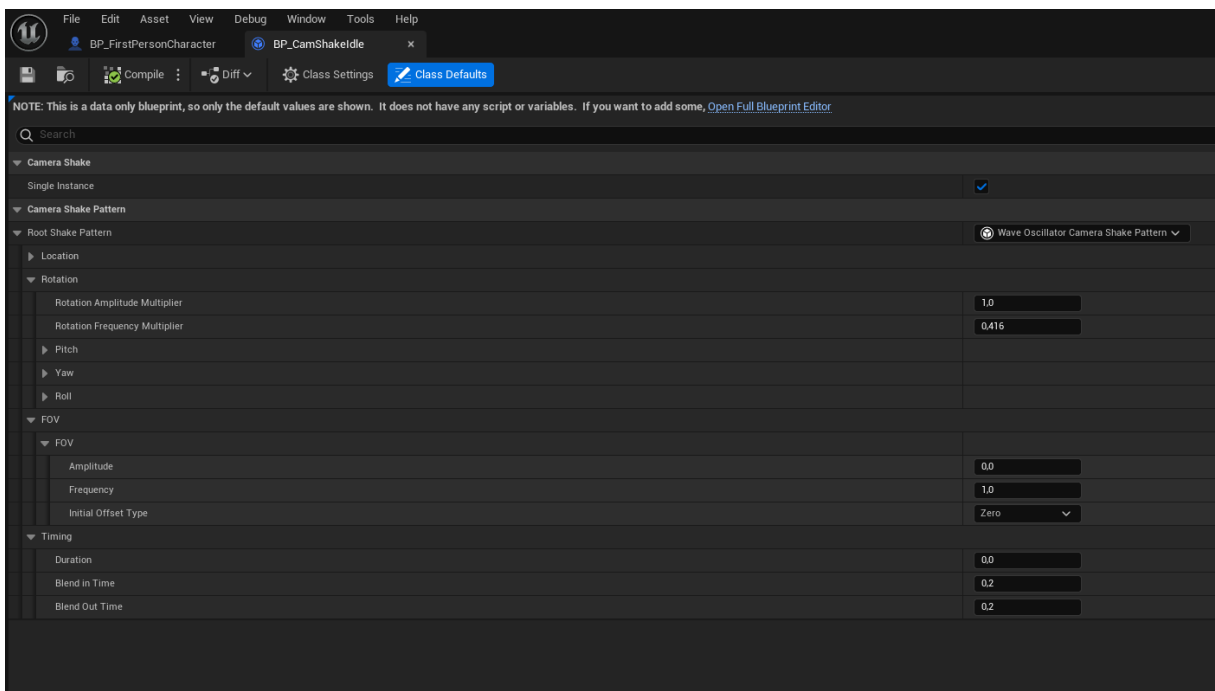 File Edit Asset View Debug Window Tools Help
BP_FirstPersonCharacter BP_CamShakeIdle ×
Compile Diff Class Settings Class Defaults
NOTE: This is a data only blueprint, so only the default values are shown. It does not have any script or variables. If you want to add some, Open Full Blueprint Editor
Search
Camera Shake
Single Instance
Camera Shake Pattern
Root Shake Pattern Wave Oscillator Camera Shake Pattern
Location
Rotation
Rotation Amplitude Multiplier 1,0
Rotation Frequency Multiplier 0,416
Pitch
Yaw
Roll
FOV
FOV
Amplitude 0,0
Frequency 1,0
Initial Offset Type Zero
Timing
Duration 0,0
Blend in Time 0,2
Blend Out Time 0,2